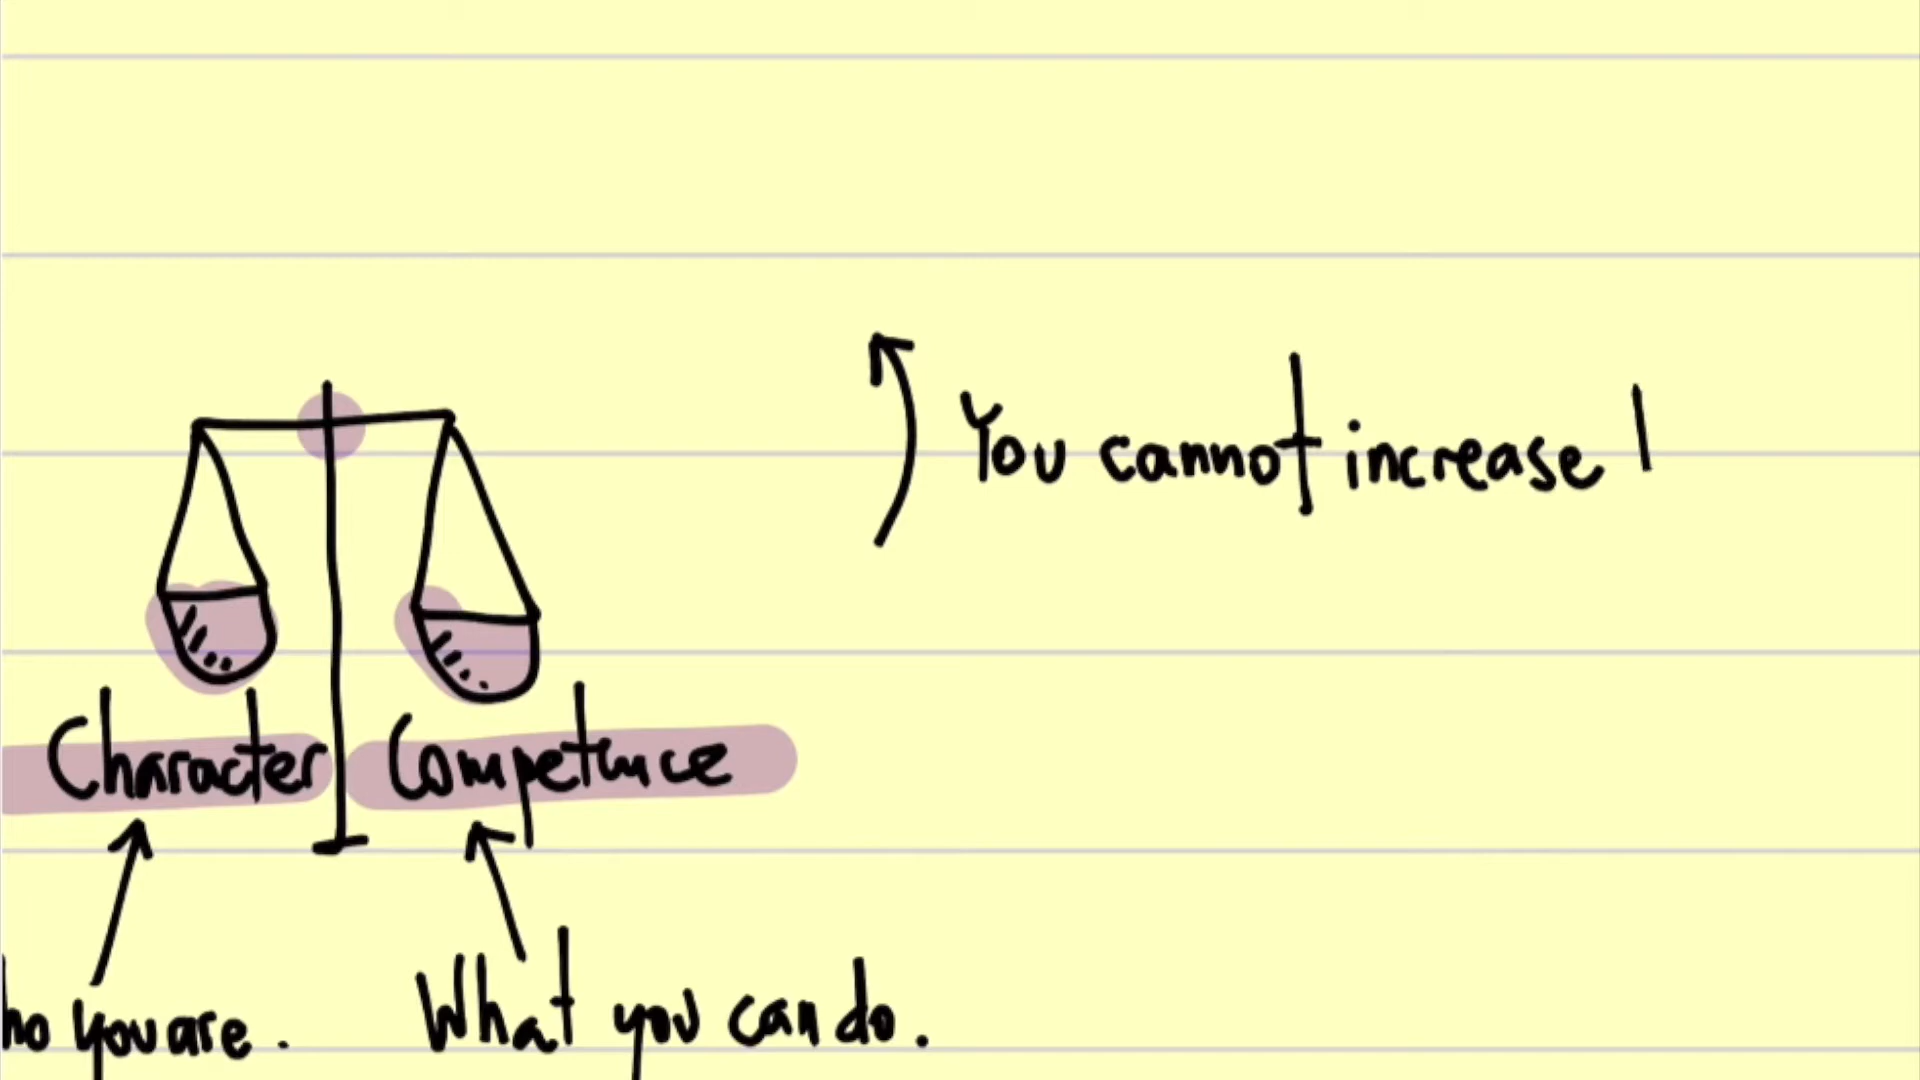 You cannot increase
Character Competence
ho you are. What you can do.